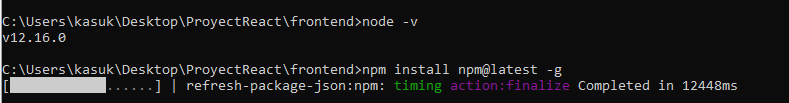 C:\Users\kasuk\Desktop\ProyectReact\frontend>node -v
v12.16.0
C:\Users\kasuk\Desktop\ProyectReact\frontend>npm install npm@latest -g
[ ......] | refresh-package-json:npm: timing action:finalize Completed in 12448ms